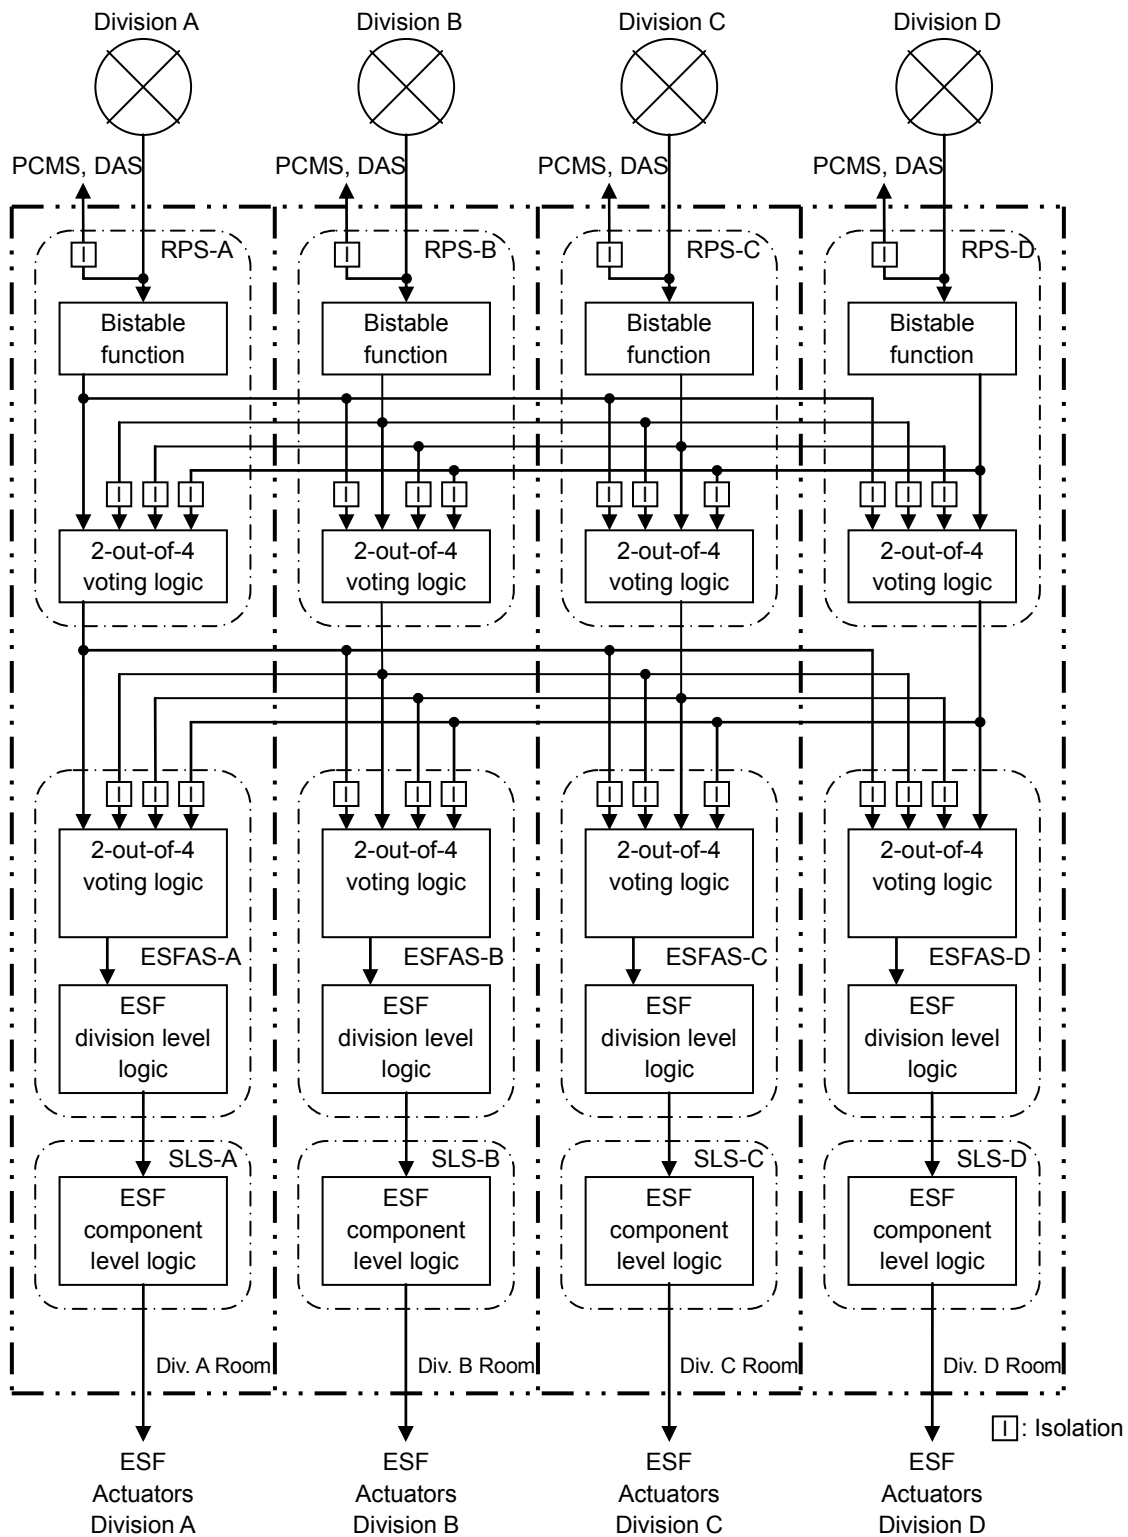 Division A
Division B
Division C
Division D
PCMS, DAS
PCMS, DAS
PCMS, DAS
PCMS, DAS
I
RPS-A
I
RPS-B
I
RPS-C
I
RPS-D
Bistable
function
Bistable
function
Bistable
function
Bistable
function
I I I
I I I
I I I
I I I
2-out-of-4
voting logic
2-out-of-4
voting logic
2-out-of-4
voting logic
2-out-of-4
voting logic
I I I
I I I
I I I
I I I
2-out-of-4
voting logic
2-out-of-4
voting logic
2-out-of-4
voting logic
2-out-of-4
voting logic
ESFAS-A
ESFAS-B
ESFAS-C
ESFAS-D
ESF
division level
logic
ESF
division level
logic
ESF
division level
logic
ESF
division level
logic
SLS-A
SLS-B
SLS-C
SLS-D
ESF
component
level logic
ESF
component
level logic
ESF
component
level logic
ESF
component
level logic
Div. A Room
Div. B Room
Div. C Room
Div. D Room
I : Isolation
ESF
Actuators
Division A
ESF
Actuators
Division B
ESF
Actuators
Division C
ESF
Actuators
Division D